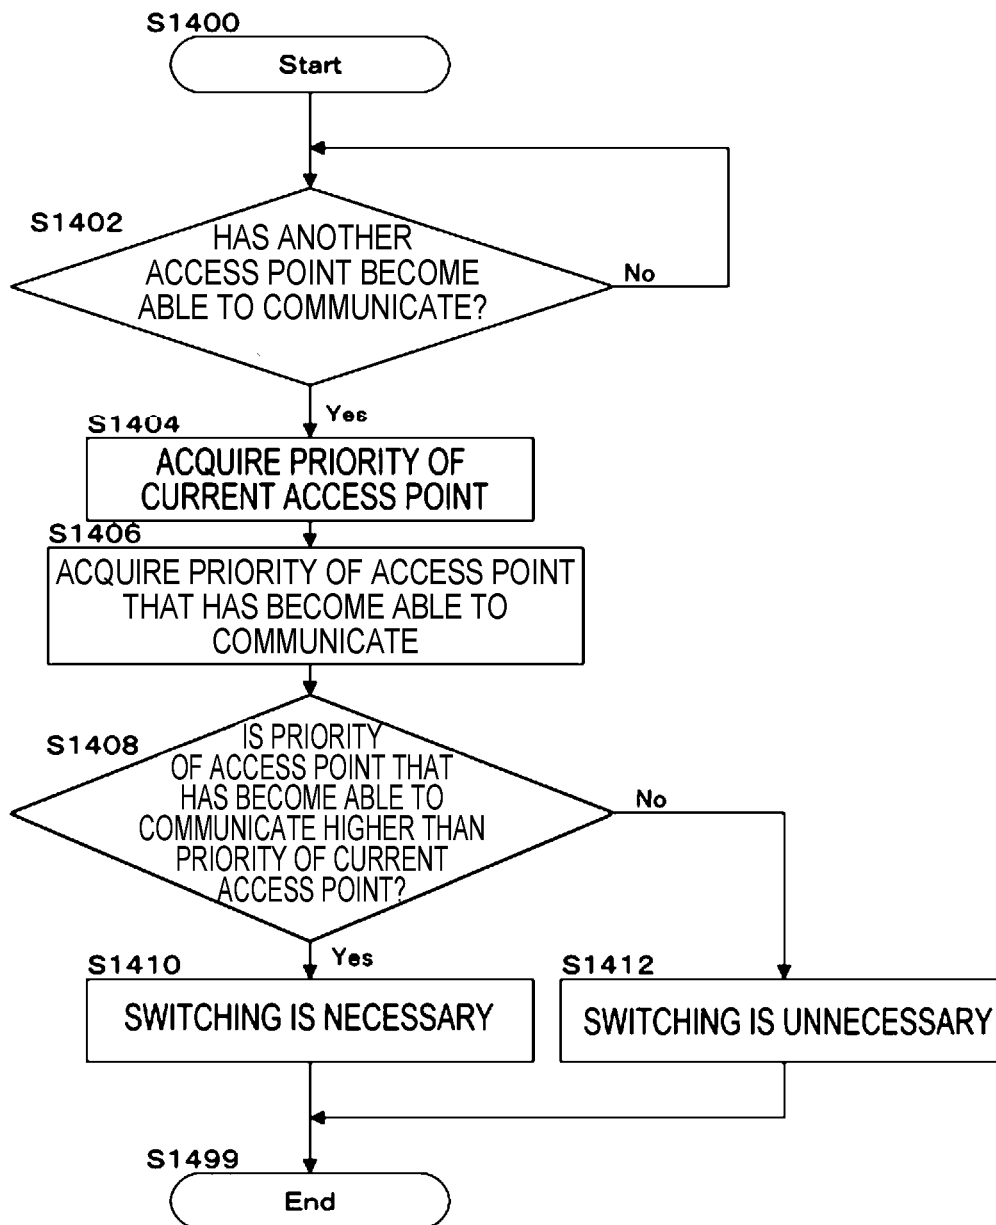 S1400
Start
S1402
HAS ANOTHER
ACCESS POINT BECOME
ABLE TO COMMUNICATE?
No
Yes
S1404
ACQUIRE PRIORITY OF
CURRENT ACCESS POINT
S1406
ACQUIRE PRIORITY OF ACCESS POINT
THAT HAS BECOME ABLE TO
COMMUNICATE
S1408
IS PRIORITY
OF ACCESS POINT THAT
HAS BECOME ABLE TO
COMMUNICATE HIGHER THAN
PRIORITY OF CURRENT
ACCESS POINT?
No
Yes
S1410
SWITCHING IS NECESSARY
S1412
SWITCHING IS UNNECESSARY
S1499
End